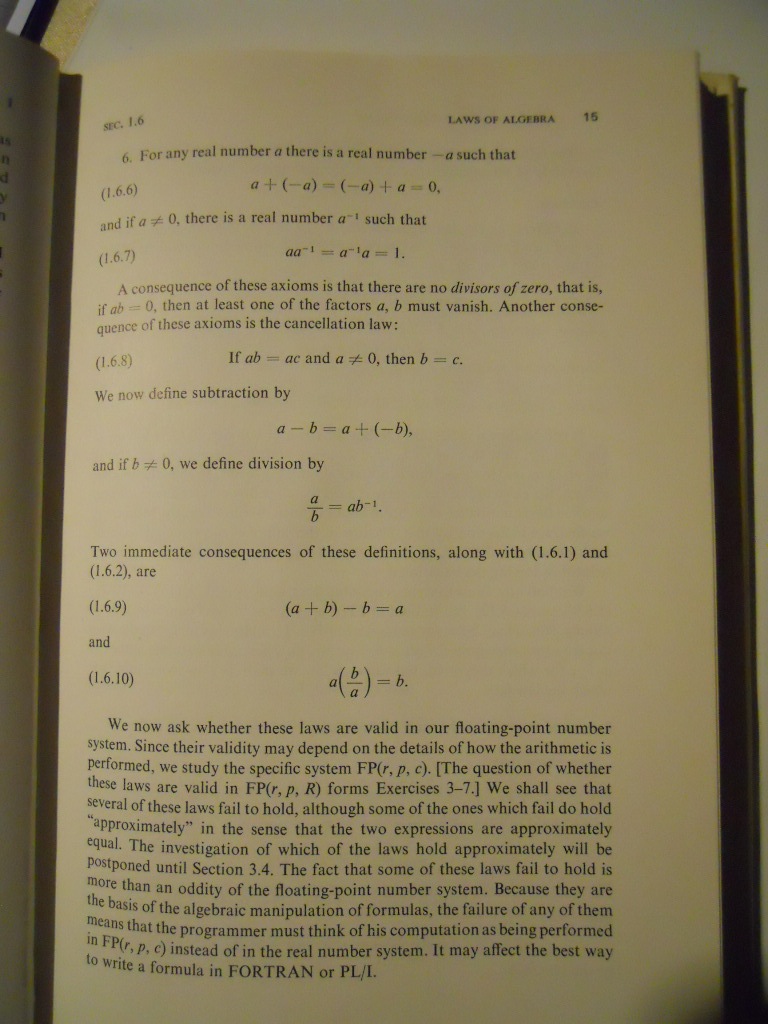 SEC. 1.6 LAWS OF ALGEBRA 15
6. For any real number a there is a real number −a such that
(1.6.6) a + (−a) = (−a) + a = 0,
and if a ≠ 0, there is a real number a⁻¹ such that
(1.6.7) aa⁻¹ = a⁻¹a = 1.
A consequence of these axioms is that there are no divisors of zero, that is,
if ab = 0, then at least one of the factors a, b must vanish. Another conse-
quence of these axioms is the cancellation law:
(1.6.8) If ab = ac and a ≠ 0, then b = c.
We now define subtraction by
a − b = a + (−b),
and if b ≠ 0, we define division by
a/b = ab⁻¹.
Two immediate consequences of these definitions, along with (1.6.1) and
(1.6.2), are
(1.6.9) (a + b) − b = a
and
(1.6.10) a(b/a) = b.
We now ask whether these laws are valid in our floating-point number
system. Since their validity may depend on the details of how the arithmetic is
performed, we study the specific system FP(r, p, c). [The question of whether
these laws are valid in FP(r, p, R) forms Exercises 3–7.] We shall see that
several of these laws fail to hold, although some of the ones which fail do hold
“approximately” in the sense that the two expressions are approximately
equal. The investigation of which of the laws hold approximately will be
postponed until Section 3.4. The fact that some of these laws fail to hold is
more than an oddity of the floating-point number system. Because they are
the basis of the algebraic manipulation of formulas, the failure of any of them
means that the programmer must think of his computation as being performed
in FP(r, p, c) instead of in the real number system. It may affect the best way
to write a formula in FORTRAN or PL/I.